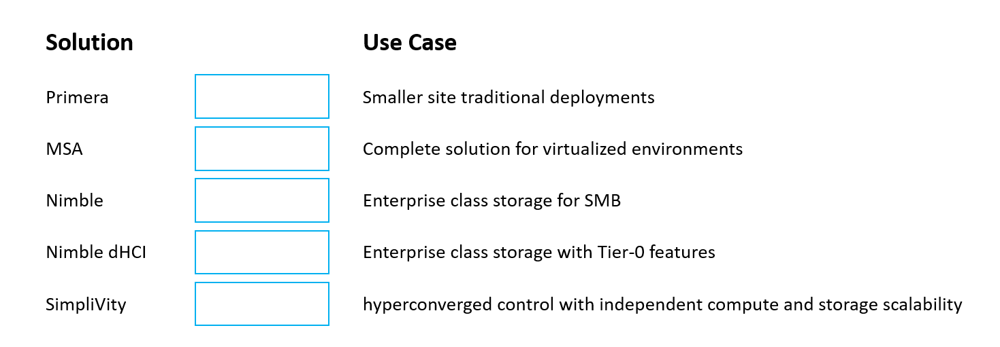 Solution Use Case
Primera Smaller site traditional deployments
MSA Complete solution for virtualized environments
Nimble Enterprise class storage for SMB
Nimble dHCI Enterprise class storage with Tier-0 features
SimpliVity hyperconverged control with independent compute and storage scalability